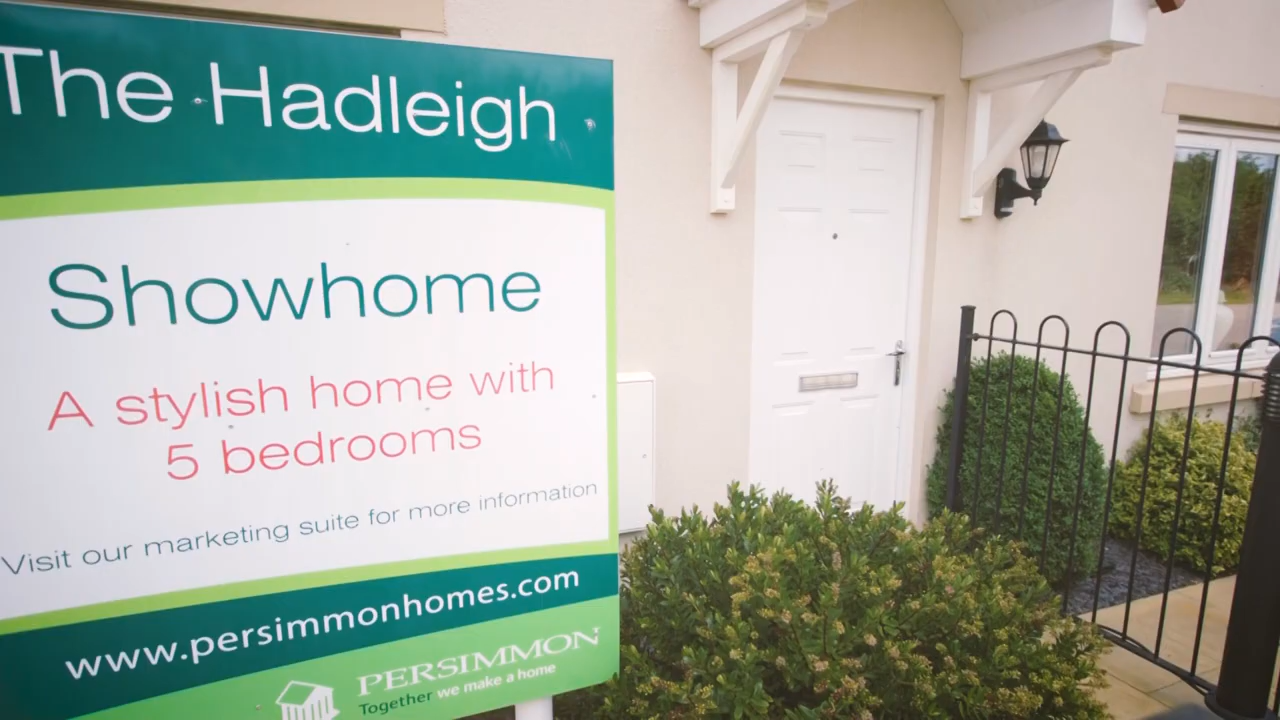 The Hadleigh
Showhome
A stylish home with
5 bedrooms
Visit our marketing suite for more information
www.persimmonhomes.com
PERSIMMON
Together we make a home